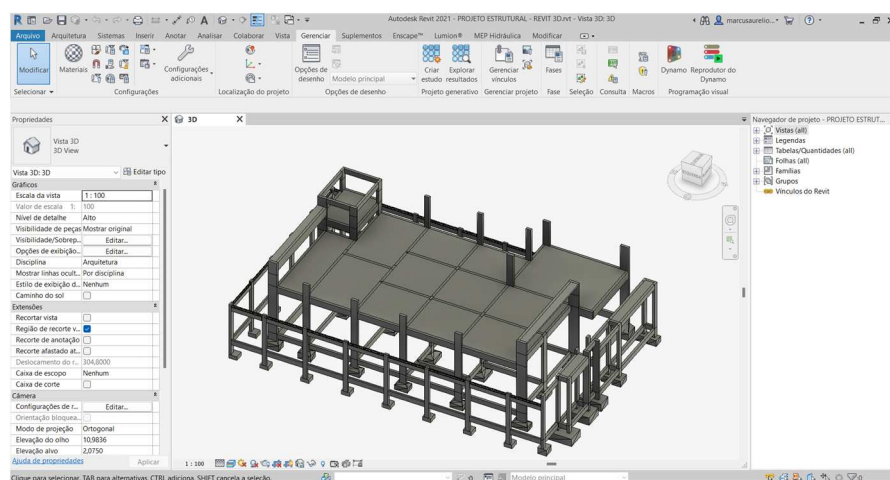 Autodesk Revit 2021 - PROJETO ESTRUTURAL - REVIT 3D.rvt - Vista 3D: 3D
marcusaurelio...
Arquivo Arquitetura Sistemas Inserir Anotar Analisar Colaborar Vista Gerenciar Suplementos Enscape™ Lumion® MEP Hidráulica Modificar
Modificar Materiais Configurações adicionais Opções de desenho Modelo principal Criar estudo Explorar resultados Gerenciar vínculos Fases Dynamo Reprodutor do Dynamo
Selecionar Configurações Localização do projeto Opções de desenho Projeto generativo Gerenciar projeto Fase Seleção Consulta Macros Programação visual
Propriedades
3D
Navegador de projeto - PROJETO ESTRUT...
Vista 3D
3D View
Vista 3D: 3D Editar tipo
Gráficos
Escala da vista 1 : 100
Valor de escala 1: 100
Nível de detalhe Alto
Visibilidade de peças Mostrar original
Visibilidade/Sobrep... Editar...
Opções de exibição... Editar...
Disciplina Arquitetura
Mostrar linhas ocult... Por disciplina
Estilo de exibição d... Nenhum
Caminho do sol
Extensões
Recortar vista
Região de recorte v...
Recorte de anotação
Recorte afastado at...
Deslocamento do r... 304,8000
Caixa de escopo Nenhum
Caixa de corte
Câmera
Configurações de r... Editar...
Orientação bloquea...
Modo de projeção Ortogonal
Elevação do olho 10,9836
Elevação alvo 2,0750
Ajuda de propriedades Aplicar
Vistas (all)
Legendas
Tabelas/Quantidades (all)
Folhas (all)
Famílias
Grupos
Vínculos do Revit
1 : 100
Clique para selecionar, TAB para alternativas, CTRL adiciona, SHIFT cancela a seleção.
:0 Modelo principal
:0